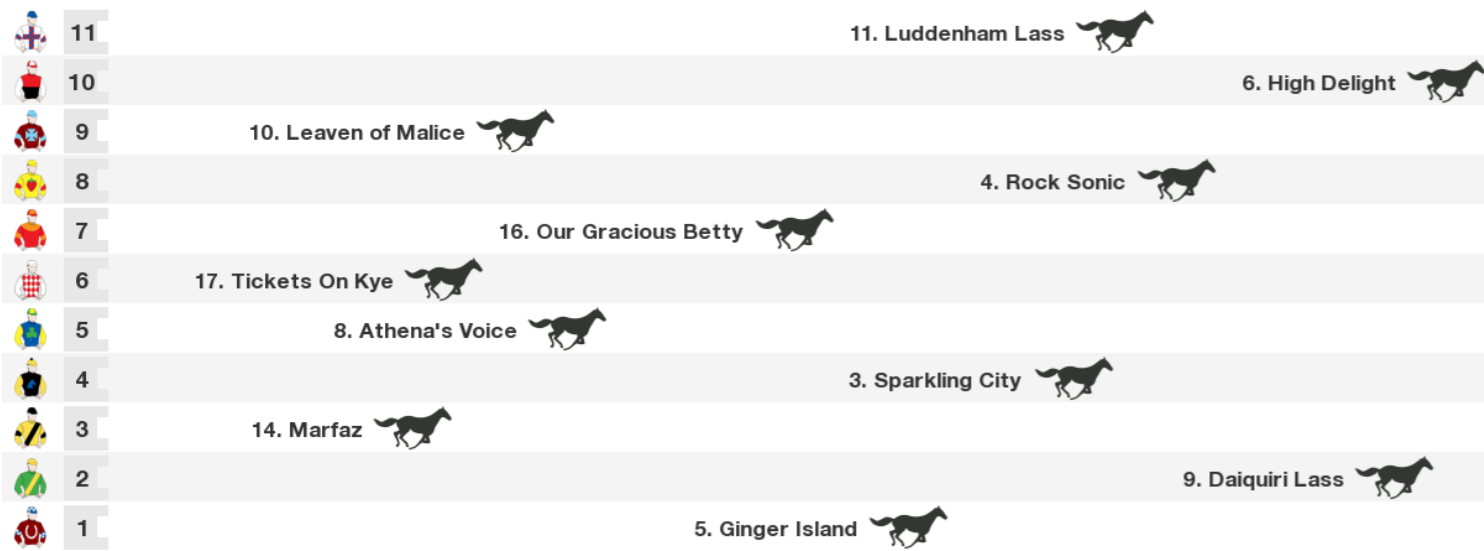 11 11. Luddenham Lass
10 6. High Delight
9 10. Leaven of Malice
8 4. Rock Sonic
7 16. Our Gracious Betty
6 17. Tickets On Kye
5 8. Athena's Voice
4 3. Sparkling City
3 14. Marfaz
2 9. Daiquiri Lass
1 5. Ginger Island